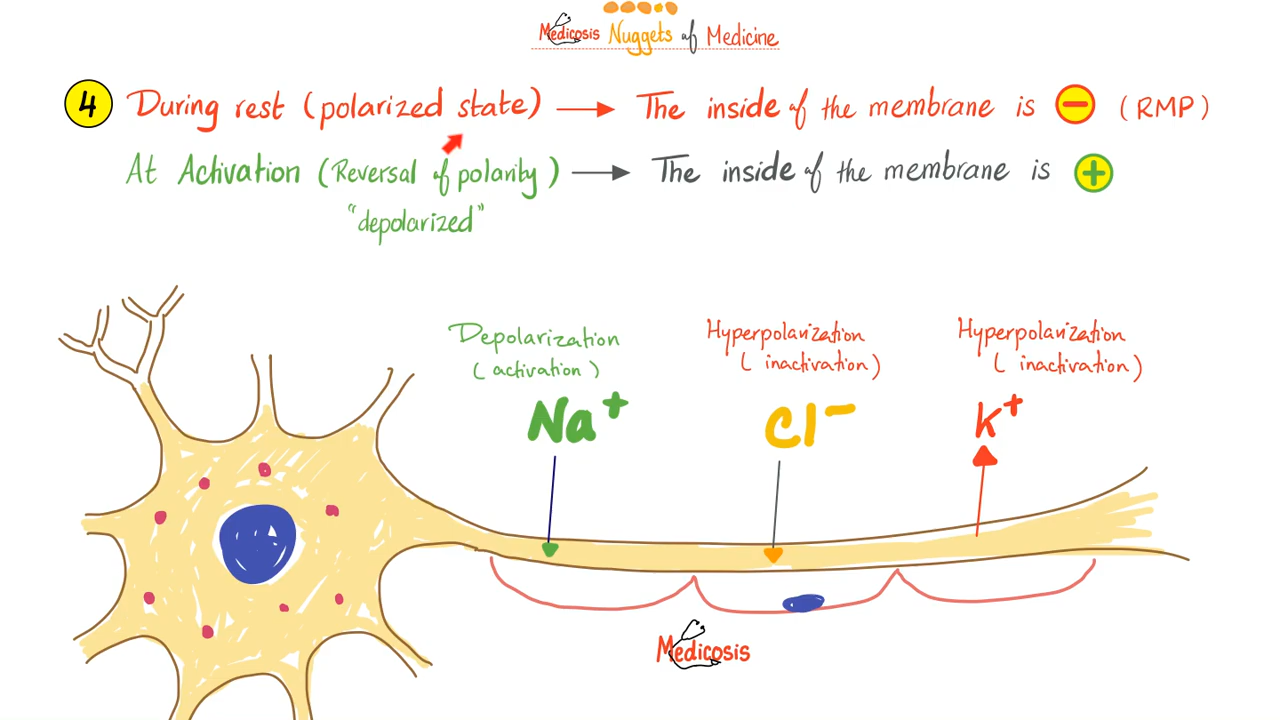 Medicosis Nuggets of Medicine
4 During rest (polarized state) → The inside of the membrane is − (RMP)
At Activation (Reversal of polarity) → The inside of the membrane is +
"depolarized"
Depolarization
(activation)
Na+
Hyperpolarization
(inactivation)
Cl−
Hyperpolarization
(inactivation)
K+
Medicosis